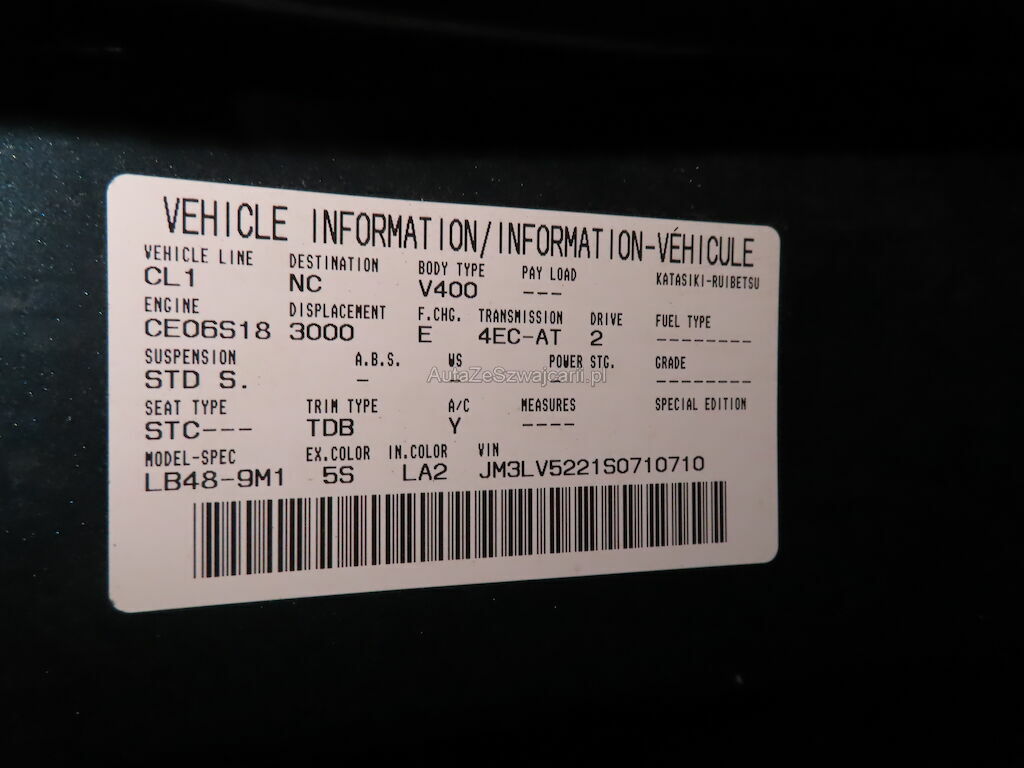 VEHICLE INFORMATION/INFORMATION-VÉHICULE
VEHICLE LINE DESTINATION BODY TYPE PAY LOAD KATASIKI-RUIBETSU
CL1 NC V400 ---
ENGINE DISPLACEMENT F.CHG. TRANSMISSION DRIVE FUEL TYPE
CE06S18 3000 E 4EC-AT 2 --------
SUSPENSION A.B.S. WS POWER STG. GRADE
STD S. - - - --------
AutaZeSzwajcarii.pl
SEAT TYPE TRIM TYPE A/C MEASURES SPECIAL EDITION
STC--- TDB Y ----
MODEL-SPEC EX.COLOR IN.COLOR VIN
LB48-9M1 5S LA2 JM3LV5221S0710710